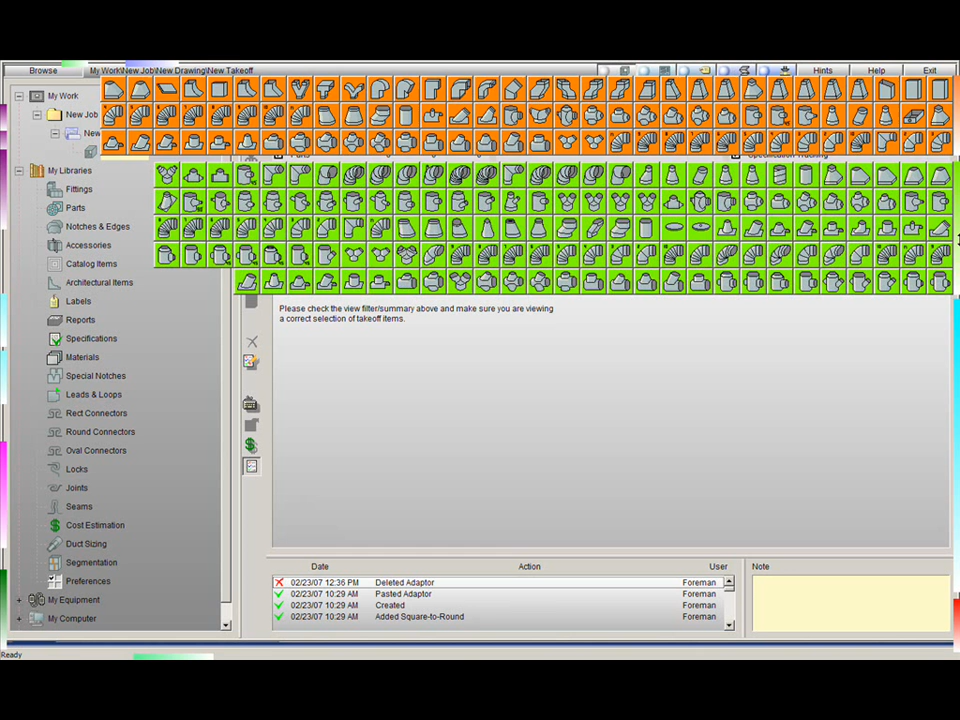 Browse
My Work\New Job\New Drawing\New Takeoff
Hints
Help
Exit
My Work
New Job
New
My Libraries
Fittings
Parts
Notches & Edges
Accessories
Catalog Items
Architectural Items
Labels
Reports
Specifications
Materials
Special Notches
Leads & Loops
Rect Connectors
Round Connectors
Oval Connectors
Locks
Joints
Seams
Cost Estimation
Duct Sizing
Segmentation
Preferences
My Equipment
My Computer
Please check the view filter/summary above and make sure you are viewing
a correct selection of takeoff items.
Date Action User Note
02/23/07 12:36 PM Deleted Adaptor Foreman
02/23/07 10:29 AM Pasted Adaptor Foreman
02/23/07 10:29 AM Created Foreman
02/23/07 10:29 AM Added Square-to-Round Foreman
Ready